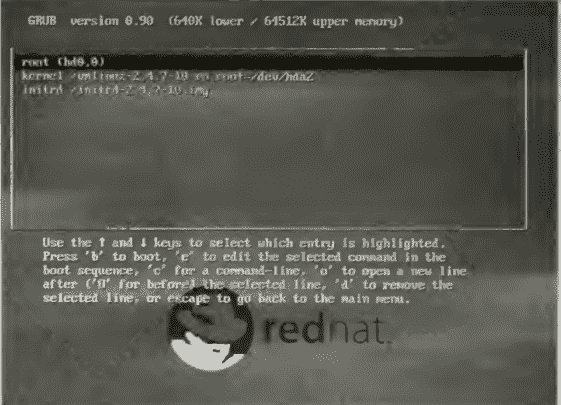 GRUB version 0.90 (640K lower / 64512K upper memory)
root (hd0,0)
kernel /vmlinuz-2.4.7-10 ro root=/dev/hda2
initrd /initrd-2.4.7-10.img
Use the ↑ and ↓ keys to select which entry is highlighted.
Press 'b' to boot, 'e' to edit the selected command in the
boot sequence, 'c' for a command-line, 'o' to open a new line
after ('O' for before) the selected line, 'd' to remove the
selected line, or escape to go back to the main menu.
redhat.